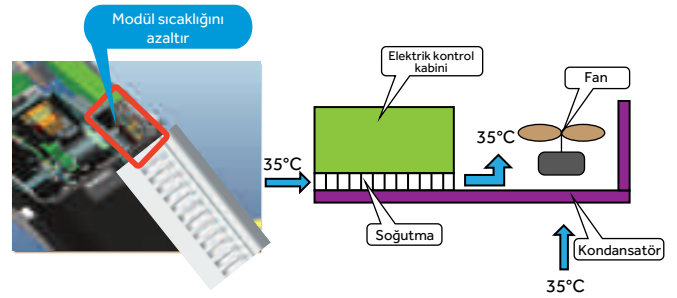 Modül sıcaklığını
azaltır
Elektrik kontrol
kabini
Fan
35°C
35°C
Soğutma
Kondansatör
35°C